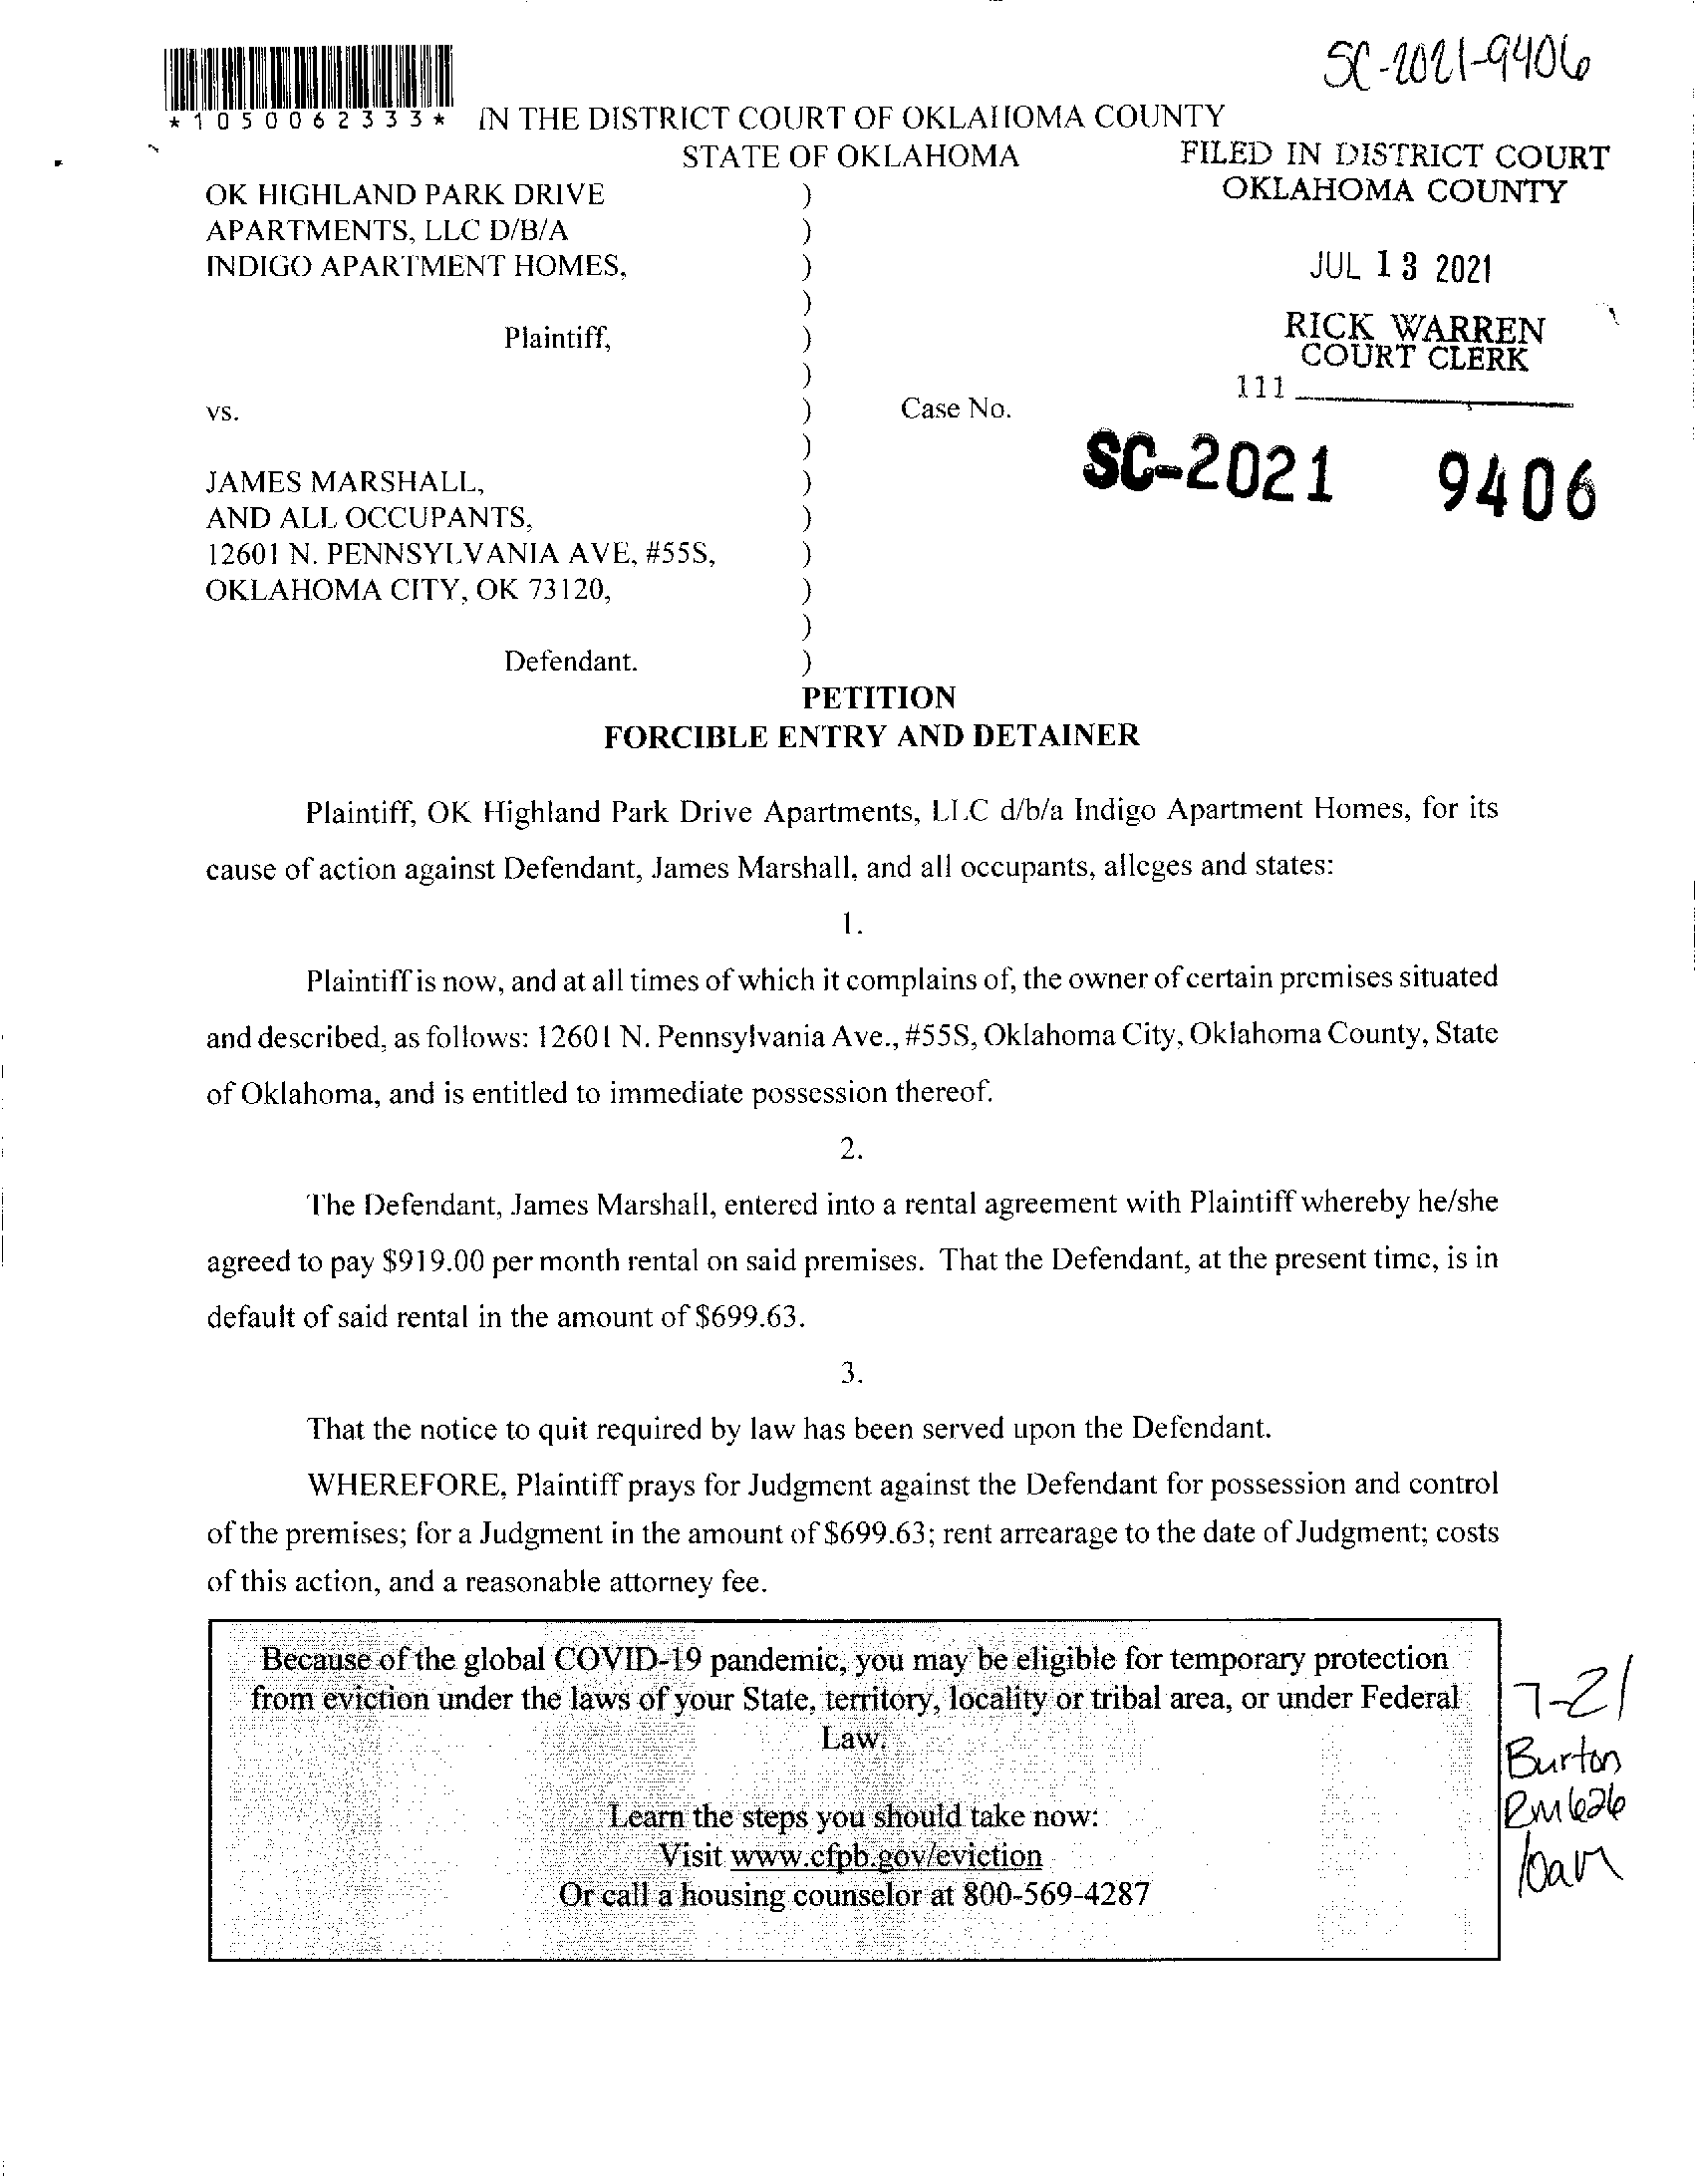 SC-2021-9406
*1050062333*
IN THE DISTRICT COURT OF OKLAHOMA COUNTY
STATE OF OKLAHOMA
FILED IN DISTRICT COURT
OKLAHOMA COUNTY
JUL 13 2021
RICK WARREN
COURT CLERK
111
OK HIGHLAND PARK DRIVE )
APARTMENTS, LLC D/B/A )
INDIGO APARTMENT HOMES, )
)
Plaintiff, )
)
vs. ) Case No.
)
SC-2021 9406
JAMES MARSHALL, )
AND ALL OCCUPANTS, )
12601 N. PENNSYLVANIA AVE, #55S, )
OKLAHOMA CITY, OK 73120, )
)
Defendant. )
PETITION
FORCIBLE ENTRY AND DETAINER
Plaintiff, OK Highland Park Drive Apartments, LLC d/b/a Indigo Apartment Homes, for its
cause of action against Defendant, James Marshall, and all occupants, alleges and states:
1.
Plaintiff is now, and at all times of which it complains of, the owner of certain premises situated
and described, as follows: 12601 N. Pennsylvania Ave., #55S, Oklahoma City, Oklahoma County, State
of Oklahoma, and is entitled to immediate possession thereof.
2.
The Defendant, James Marshall, entered into a rental agreement with Plaintiff whereby he/she
agreed to pay $919.00 per month rental on said premises. That the Defendant, at the present time, is in
default of said rental in the amount of $699.63.
3.
That the notice to quit required by law has been served upon the Defendant.
WHEREFORE, Plaintiff prays for Judgment against the Defendant for possession and control
of the premises; for a Judgment in the amount of $699.63; rent arrearage to the date of Judgment; costs
of this action, and a reasonable attorney fee.
Because of the global COVID-19 pandemic, you may be eligible for temporary protection
from eviction under the laws of your State, territory, locality or tribal area, or under Federal
Law.
Learn the steps you should take now:
Visit www.cfpb.gov/eviction
Or call a housing counselor at 800-569-4287
7-21
Burton
Rm 626
10am